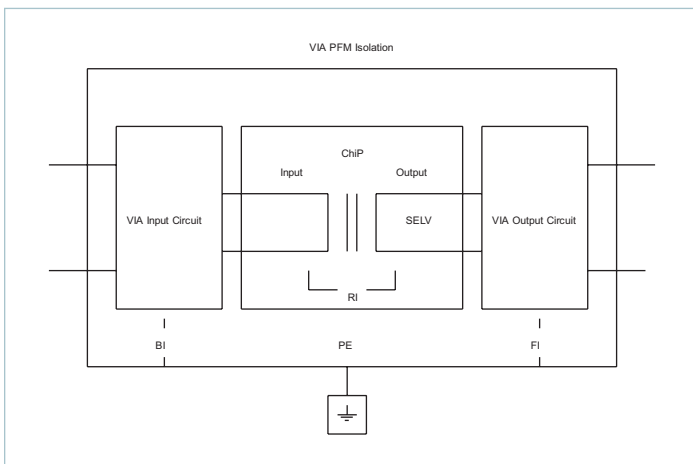 VIA PFM Isolation
ChiP
Input Output
VIA Input Circuit SELV VIA Output Circuit
RI
BI PE FI